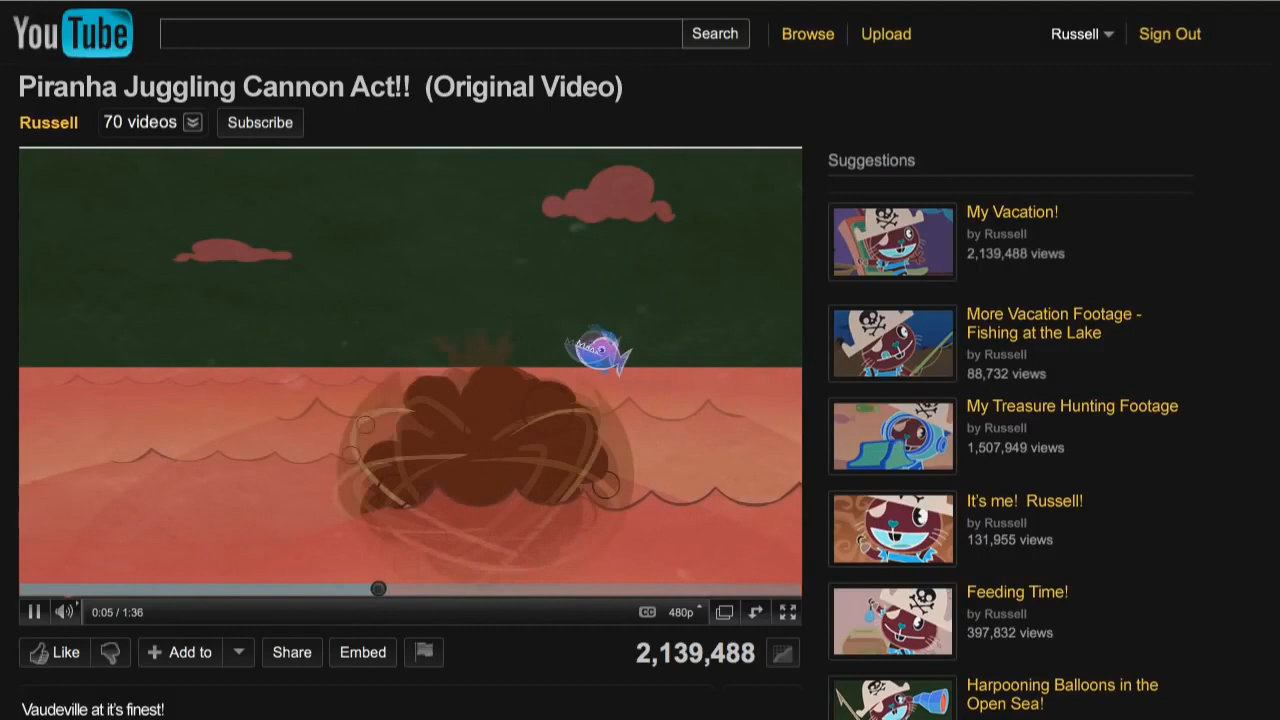 YouTube
Search
Browse
Upload
Russell
Sign Out
Piranha Juggling Cannon Act!! (Original Video)
Russell
70 videos
Subscribe
Suggestions
My Vacation!
by Russell
2,139,488 views
More Vacation Footage -
Fishing at the Lake
by Russell
88,732 views
My Treasure Hunting Footage
by Russell
1,507,949 views
It's me! Russell!
by Russell
131,955 views
Feeding Time!
by Russell
397,832 views
Harpooning Balloons in the
Open Sea!
0:05 / 1:36
CC
480p
Like
+ Add to
Share
Embed
2,139,488
Vaudeville at it's finest!